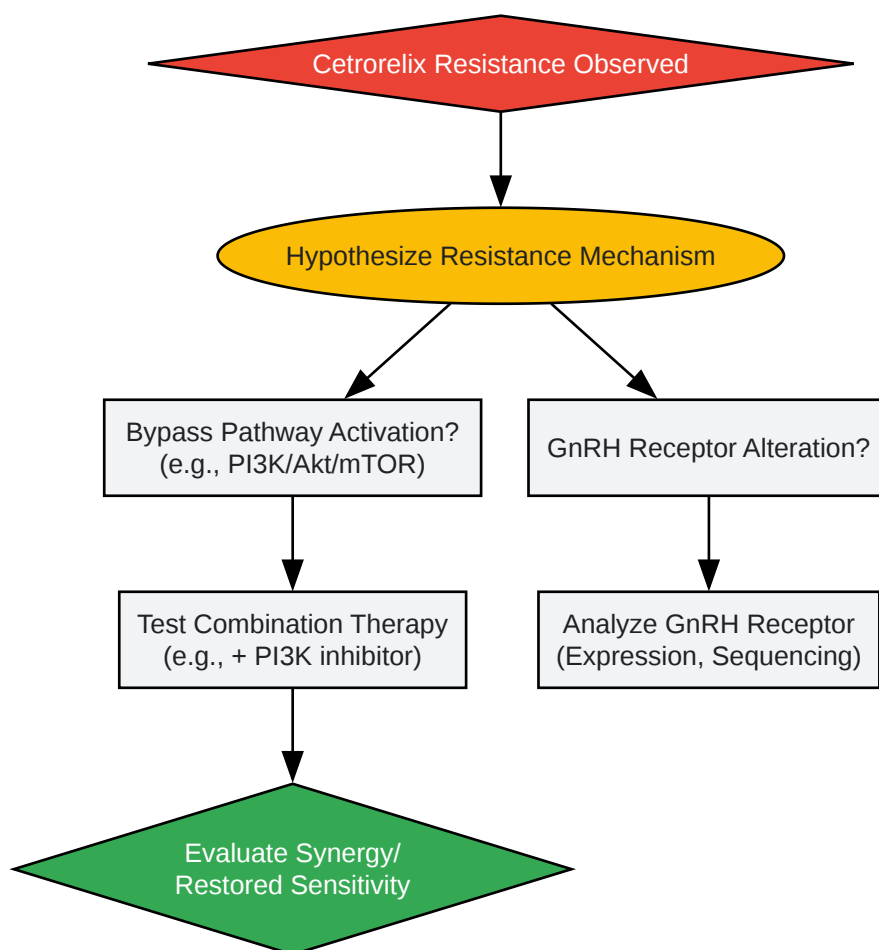 Cetrorelix Resistance Observed
Hypothesize Resistance Mechanism
Bypass Pathway Activation?
(e.g., PI3K/Akt/mTOR)
GnRH Receptor Alteration?
Test Combination Therapy
(e.g., + PI3K inhibitor)
Analyze GnRH Receptor
(Expression, Sequencing)
Evaluate Synergy/
Restored Sensitivity